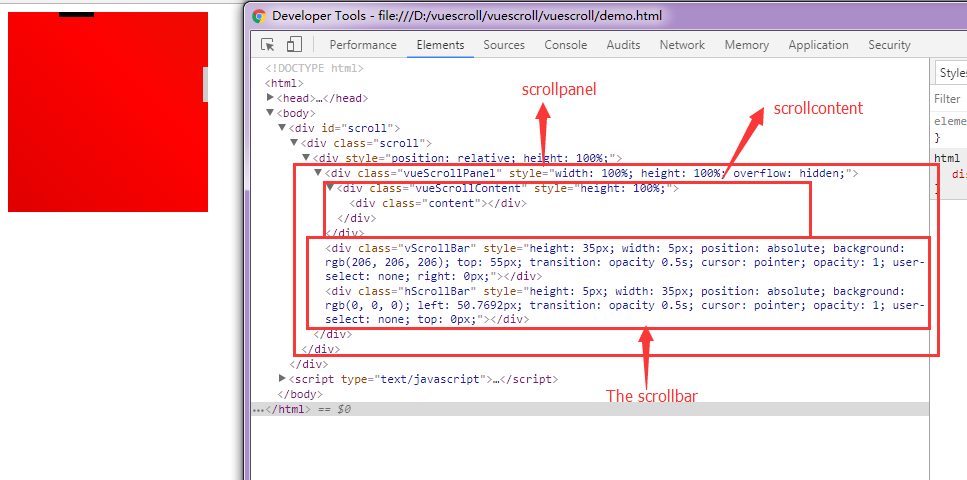 Developer Tools - file:///D:/vuescroll/vuescroll/vuescroll/demo.html
Performance Elements Sources Console Audits Network Memory Application Security
<!DOCTYPE html>
<html>
<head>…</head>
<body>
<div id="scroll">
<div class="scroll">
<div style="position: relative; height: 100%;">
<div class="vueScrollPanel" style="width: 100%; height: 100%; overflow: hidden;">
<div class="vueScrollContent" style="height: 100%;">
<div class="content"></div>
</div>
</div>
<div class="vScrollBar" style="height: 35px; width: 5px; position: absolute; background:
rgb(206, 206, 206); top: 55px; transition: opacity 0.5s; cursor: pointer; opacity: 1; user-
select: none; right: 0px;"></div>
<div class="hScrollBar" style="height: 5px; width: 35px; position: absolute; background:
rgb(0, 0, 0); left: 50.7692px; transition: opacity 0.5s; cursor: pointer; opacity: 1; user-
select: none; top: 0px;"></div>
</div>
</div>
</div>
<script type="text/javascript">…</script>
</body>
…</html> == $0
scrollpanel
scrollcontent
The scrollbar
Styles
Filter
eleme
}
html
dis